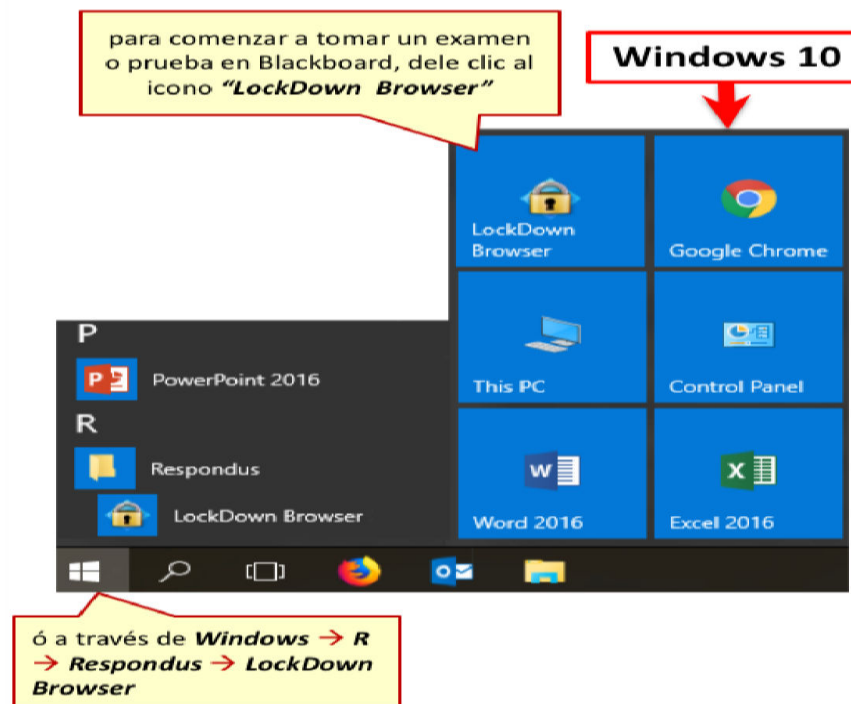 para comenzar a tomar un examen
o prueba en Blackboard, dele clic al
icono “LockDown Browser”
Windows 10
LockDown
Browser
Google Chrome
P
PowerPoint 2016
This PC
Control Panel
R
Respondus
LockDown Browser
Word 2016
Excel 2016
ó a través de Windows → R
→ Respondus → LockDown
Browser